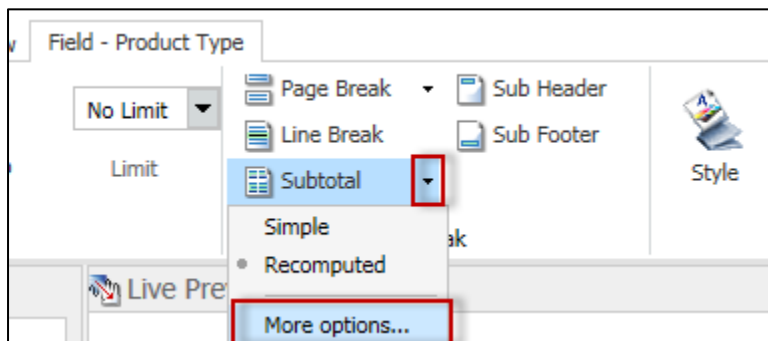 Field - Product Type
No Limit
Limit
Page Break
Line Break
Subtotal
Sub Header
Sub Footer
Style
Simple
Recomputed
More options...
ak
Live Pre